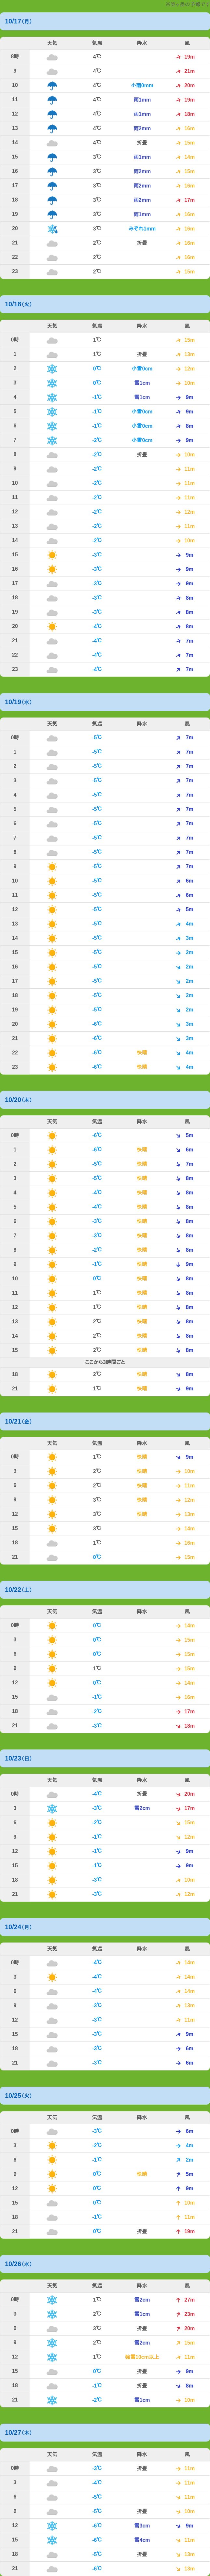 10/17(月)
天気 気温 降水 風
8時 4℃ 19m
9 4℃ 21m
10 4℃ 小雨0mm 20m
11 4℃ 雨1mm 19m
12 4℃ 雨2mm 18m
13 4℃ 雨2mm 16m
14 4℃ 折畳 15m
15 3℃ 雨1mm 14m
16 3℃ 雨2mm 15m
17 3℃ 雨2mm 16m
18 3℃ 雨2mm 17m
19 3℃ 雨1mm 16m
20 3℃ みぞれ1mm 16m
21 2℃ 折畳 16m
22 2℃ 16m
23 2℃ 15m
10/18(火)
天気 気温 降水 風
0時 1℃ 15m
1 1℃ 折畳 13m
2 0℃ 小雪0cm 12m
3 0℃ 雪1cm 10m
4 -1℃ 雪1cm 9m
5 -1℃ 小雪0cm 9m
6 -1℃ 小雪0cm 8m
7 -2℃ 小雪0cm 9m
8 -2℃ 折畳 10m
9 -2℃ 11m
10 -2℃ 11m
11 -2℃ 11m
12 -2℃ 12m
13 -2℃ 11m
14 -2℃ 10m
15 -3℃ 9m
16 -3℃ 9m
17 -3℃ 9m
18 -3℃ 8m
19 -3℃ 8m
20 -4℃ 8m
21 -4℃ 7m
22 -4℃ 7m
23 -4℃ 7m
10/19(水)
天気 気温 降水 風
0時 -5℃ 7m
1 -5℃ 7m
2 -5℃ 7m
3 -5℃ 7m
4 -5℃ 7m
5 -5℃ 7m
6 -5℃ 7m
7 -5℃ 7m
8 -5℃ 7m
9 -5℃ 7m
10 -5℃ 6m
11 -5℃ 6m
12 -5℃ 5m
13 -5℃ 4m
14 -5℃ 3m
15 -5℃ 2m
16 -5℃ 2m
17 -5℃ 2m
18 -5℃ 2m
19 -5℃ 2m
20 -6℃ 3m
21 -6℃ 3m
22 -6℃ 快晴 4m
23 -6℃ 快晴 4m
10/20(木)
天気 気温 降水 風
0時 -6℃ 5m
1 -6℃ 快晴 6m
2 -5℃ 快晴 7m
3 -5℃ 快晴 8m
4 -4℃ 快晴 8m
5 -4℃ 快晴 8m
6 -3℃ 快晴 8m
7 -3℃ 快晴 8m
8 -2℃ 快晴 8m
9 -1℃ 快晴 9m
10 0℃ 快晴 8m
11 1℃ 快晴 8m
12 1℃ 快晴 9m
13 2℃ 快晴 8m
14 2℃ 快晴 8m
15 2℃ 快晴 8m
ここから3時間ごと
18 2℃ 快晴 8m
21 1℃ 快晴 9m
10/21(金)
天気 気温 降水 風
0時 1℃ 快晴 9m
3 2℃ 快晴 10m
6 2℃ 快晴 11m
9 3℃ 快晴 12m
12 3℃ 快晴 13m
15 3℃ 14m
18 1℃ 16m
21 0℃ 15m
10/22(土)
天気 気温 降水 風
0時 0℃ 14m
3 0℃ 15m
6 0℃ 15m
9 1℃ 15m
12 0℃ 14m
15 -1℃ 16m
18 -2℃ 17m
21 -3℃ 18m
10/23(日)
天気 気温 降水 風
0時 -4℃ 折畳 20m
3 -3℃ 雪2cm 17m
6 -2℃ 15m
9 -1℃ 12m
12 -1℃ 9m
15 -1℃ 9m
18 -3℃ 10m
21 -3℃ 12m
10/24(月)
天気 気温 降水 風
0時 -4℃ 14m
3 -4℃ 14m
6 -4℃ 14m
9 -3℃ 13m
12 -3℃ 11m
15 -3℃ 9m
18 -3℃ 6m
21 -3℃ 6m
10/25(火)
天気 気温 降水 風
0時 -3℃ 6m
3 -2℃ 4m
6 -1℃ 2m
9 0℃ 快晴 5m
12 0℃ 9m
15 0℃ 10m
18 -1℃ 11m
21 0℃ 折畳 19m
10/26(水)
天気 気温 降水 風
0時 1℃ 雪2cm 27m
3 2℃ 雪1cm 23m
6 3℃ 折畳 20m
9 2℃ 雪2cm 15m
12 1℃ 極雪10cm以上 11m
15 0℃ 折畳 9m
18 -1℃ 折畳 8m
21 -2℃ 雪1cm 10m
10/27(木)
天気 気温 降水 風
0時 -3℃ 折畳 11m
3 -4℃ 11m
6 -5℃ 11m
9 -5℃ 折畳 10m
12 -6℃ 雪3cm 9m
15 -6℃ 雪4cm 11m
18 -5℃ 折畳 13m
21 -6℃ 13m